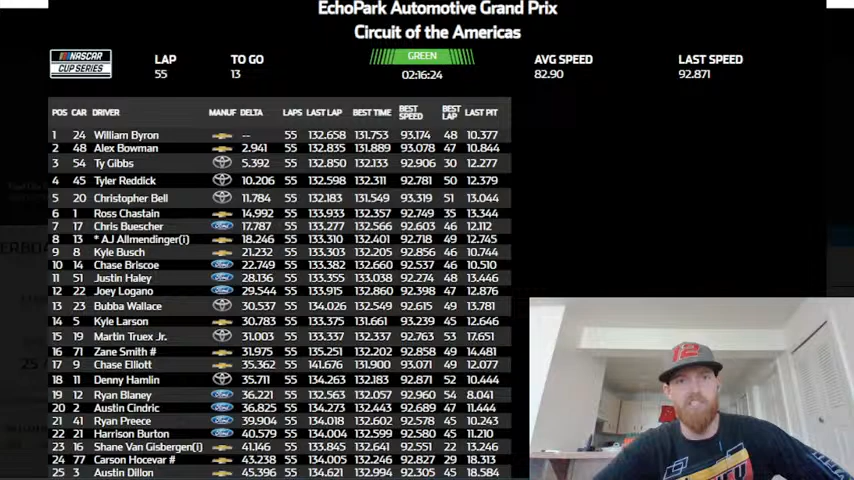 EchoPark Automotive Grand Prix
Circuit of the Americas
NASCAR CUP SERIES
LAP TO GO GREEN AVG SPEED LAST SPEED
55 13 02:16:24 82.90 92.871
POS CAR DRIVER MANUF DELTA LAPS LAST LAP BEST TIME BEST SPEED BEST LAP LAST PIT
1 24 William Byron -- 55 132.658 131.753 93.174 48 10.377
2 48 Alex Bowman 2.941 55 132.835 131.889 93.078 47 10.844
3 54 Ty Gibbs 5.392 55 132.850 132.133 92.906 30 12.277
4 45 Tyler Reddick 10.206 55 132.598 132.311 92.781 50 12.379
5 20 Christopher Bell 11.784 55 132.183 131.549 93.319 51 13.044
6 1 Ross Chastain 14.992 55 133.933 132.357 92.749 35 13.344
7 17 Chris Buescher Ford 17.787 55 133.277 132.566 92.603 46 12.112
8 13 * AJ Allmendinger(i) 18.246 55 133.310 132.401 92.718 49 12.745
9 8 Kyle Busch 21.232 55 133.303 132.205 92.856 46 10.744
10 14 Chase Briscoe Ford 22.749 55 133.382 132.660 92.537 46 10.510
11 51 Justin Haley Ford 28.136 55 133.355 133.038 92.274 48 13.446
12 22 Joey Logano Ford 29.544 55 133.915 132.860 92.398 47 12.876
13 23 Bubba Wallace 30.537 55 134.026 132.549 92.615 49 13.781
14 5 Kyle Larson 30.783 55 133.375 131.661 93.239 45 12.646
15 19 Martin Truex Jr. 31.003 55 133.337 132.337 92.763 53 17.651
16 71 Zane Smith # 31.975 55 135.251 132.202 92.858 49 14.481
17 9 Chase Elliott 35.362 55 141.676 131.900 93.071 49 12.077
18 11 Denny Hamlin 35.711 55 134.263 132.183 92.871 52 10.444
19 12 Ryan Blaney Ford 36.221 55 132.563 132.057 92.960 54 8.041
20 2 Austin Cindric Ford 36.825 55 134.273 132.443 92.689 47 11.444
21 41 Ryan Preece Ford 39.904 55 134.018 132.602 92.578 45 10.243
22 21 Harrison Burton Ford 40.579 55 134.004 132.599 92.580 45 11.210
23 16 Shane Van Gisbergen(i) 41.146 55 133.845 132.641 92.551 22 13.246
24 77 Carson Hocevar # 43.238 55 134.005 132.246 92.827 29 18.313
25 3 Austin Dillon 45.396 55 134.621 132.994 92.305 45 18.584
12